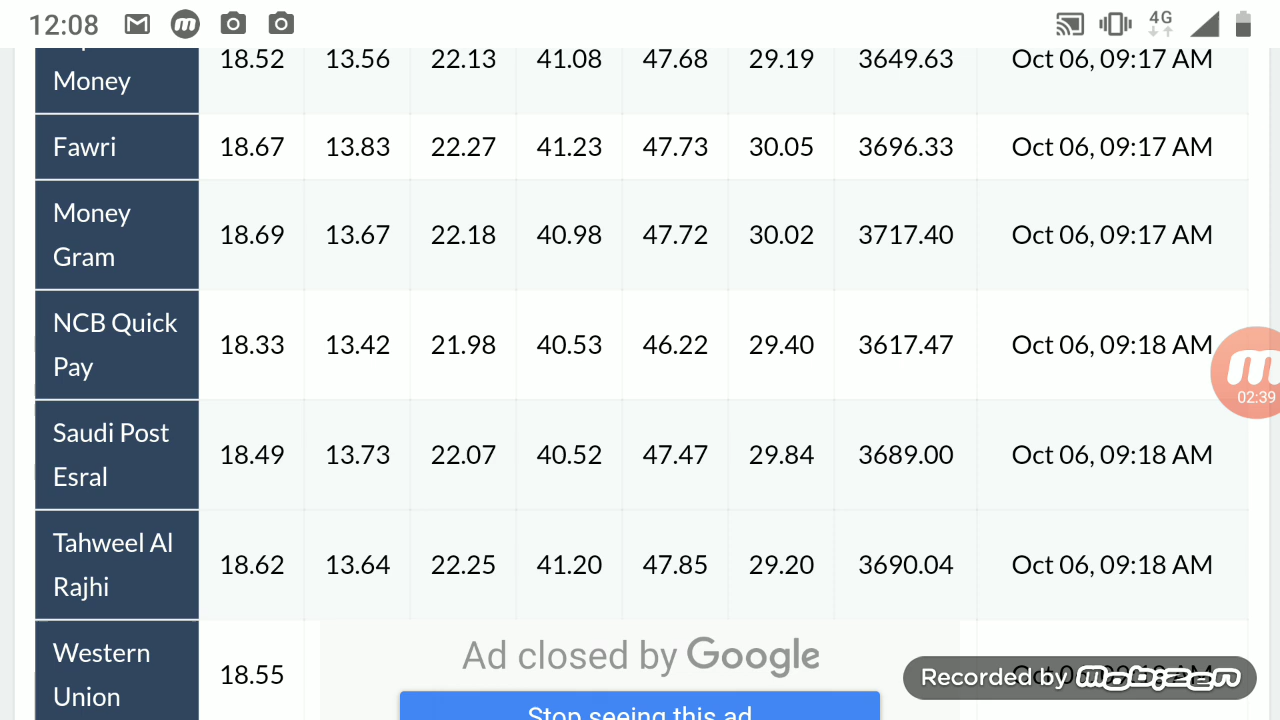 12:08 4G
18.52 13.56 22.13 41.08 47.68 29.19 3649.63 Oct 06, 09:17 AM
Money
Fawri 18.67 13.83 22.27 41.23 47.73 30.05 3696.33 Oct 06, 09:17 AM
Money
Gram
18.69 13.67 22.18 40.98 47.72 30.02 3717.40 Oct 06, 09:17 AM
NCB Quick
Pay
18.33 13.42 21.98 40.53 46.22 29.40 3617.47 Oct 06, 09:18 AM
02:39
Saudi Post
Esral
18.49 13.73 22.07 40.52 47.47 29.84 3689.00 Oct 06, 09:18 AM
Tahweel Al
Rajhi
18.62 13.64 22.25 41.20 47.85 29.20 3690.04 Oct 06, 09:18 AM
Western
Union
18.55
Ad closed by Google
Recorded by MOBIZEN
Stop seeing this ad